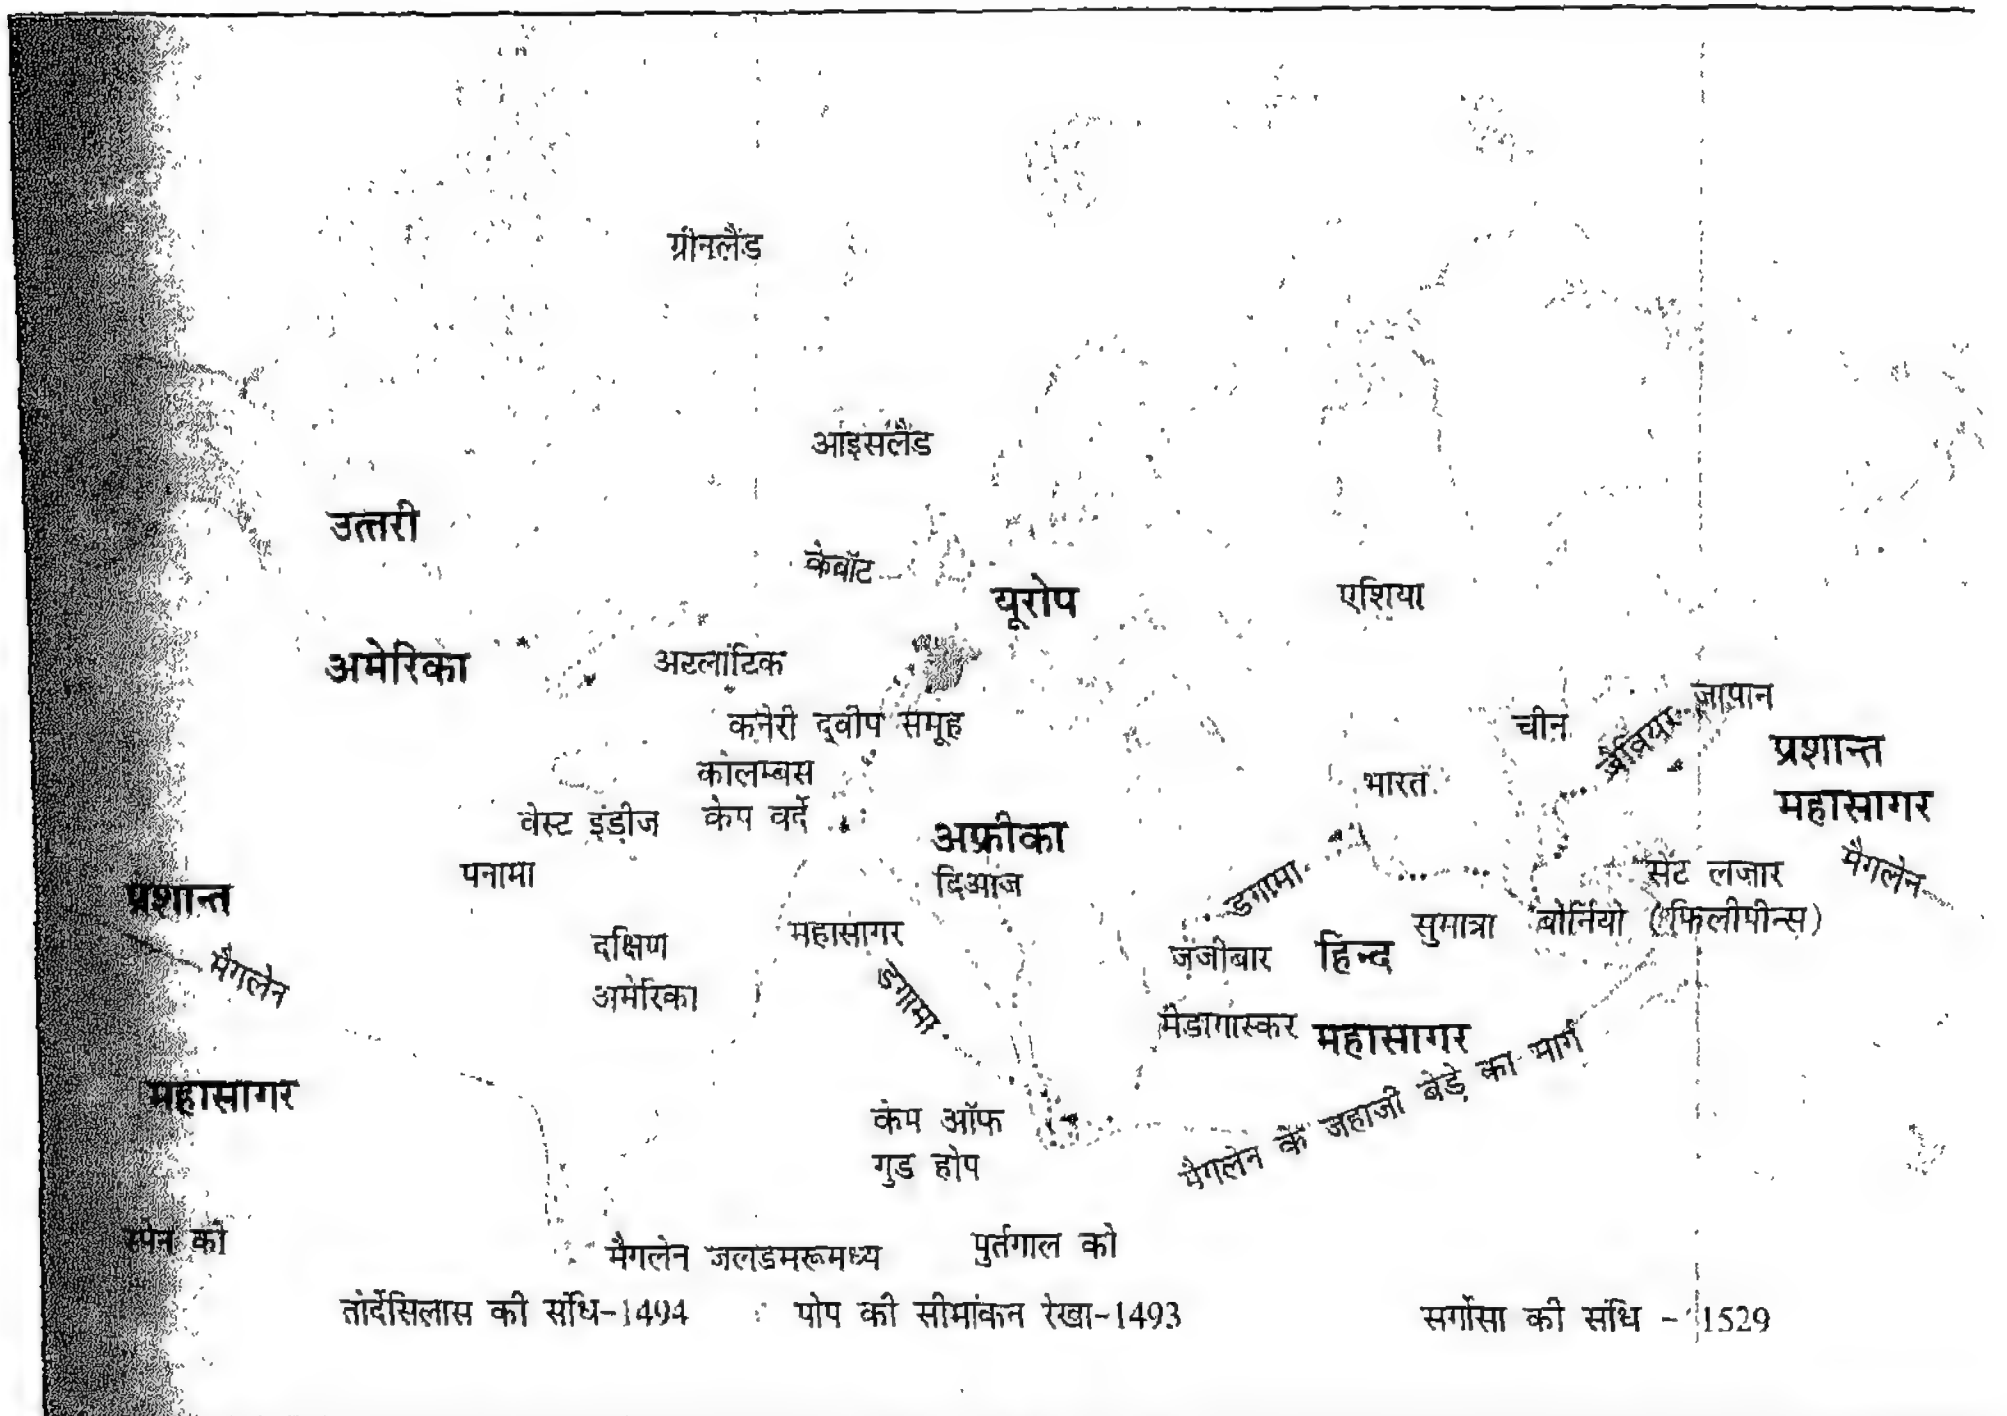 ग्रीनलैंड
आइसलैंड
उत्तरी
केबॉट
यूरोप
एशिया
अमेरिका
अटलांटिक
जापान
कनेरी द्वीप समूह
चीन
प्रशान्त
कोलम्बस
भारत
महासागर
वेस्ट इंडीज
केप वर्दे
अफ्रीका
पनामा
दिआज
डगामा
सेंट लजार
मैगलेन
प्रशान्त
दक्षिण
महासागर
सुमात्रा
बोर्नियो (फिलीपीन्स)
मैगलेन
जंजीबार
हिन्द
अमेरिका
डगामा
मेडागास्कर
महासागर
महासागर
मैगलेन के जहाजी बेड़े का मार्ग
केप ऑफ
गुड होप
स्पेन को
मैगलेन जलडमरूमध्य
पुर्तगाल को
तोर्देसिलास की संधि-1494
पोप की सीमांकन रेखा-1493
सर्गोसा की संधि - 1529